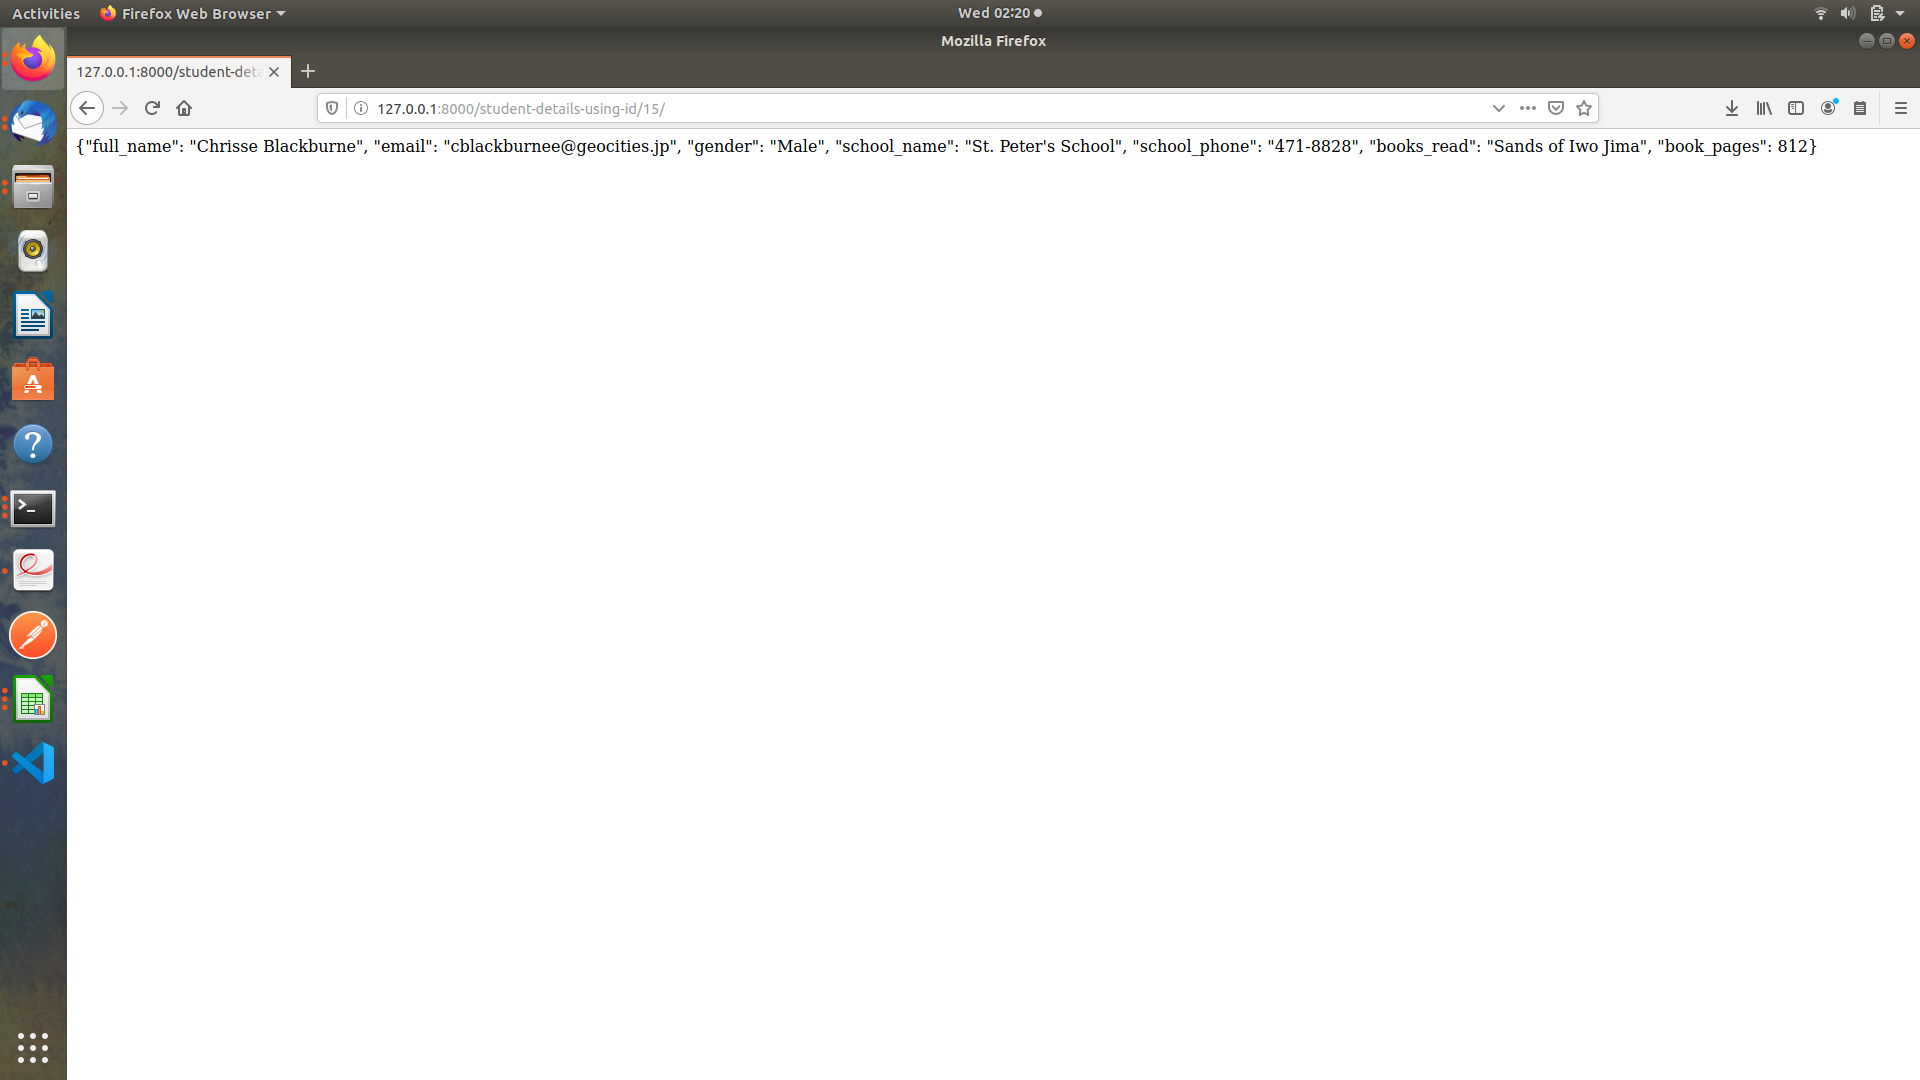 Activities Firefox Web Browser Wed 02:20
Mozilla Firefox
127.0.0.1:8000/student-deta
127.0.0.1:8000/student-details-using-id/15/
{"full_name": "Chrisse Blackburne", "email": "cblackburnee@geocities.jp", "gender": "Male", "school_name": "St. Peter's School", "school_phone": "471-8828", "books_read": "Sands of Iwo Jima", "book_pages": 812}